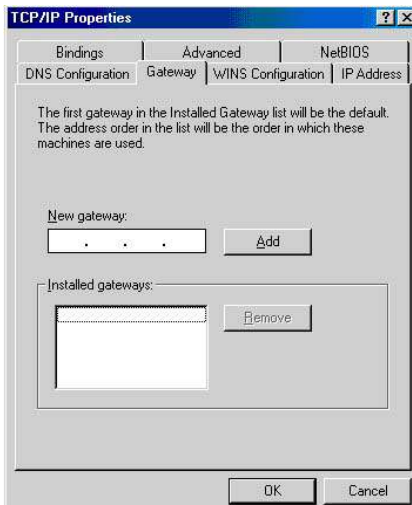 TCP/IP Properties
Bindings Advanced NetBIOS
DNS Configuration Gateway WINS Configuration IP Address
The first gateway in the Installed Gateway list will be the default.
The address order in the list will be the order in which these
machines are used.
New gateway:
. . . Add
Installed gateways:
Remove
OK Cancel